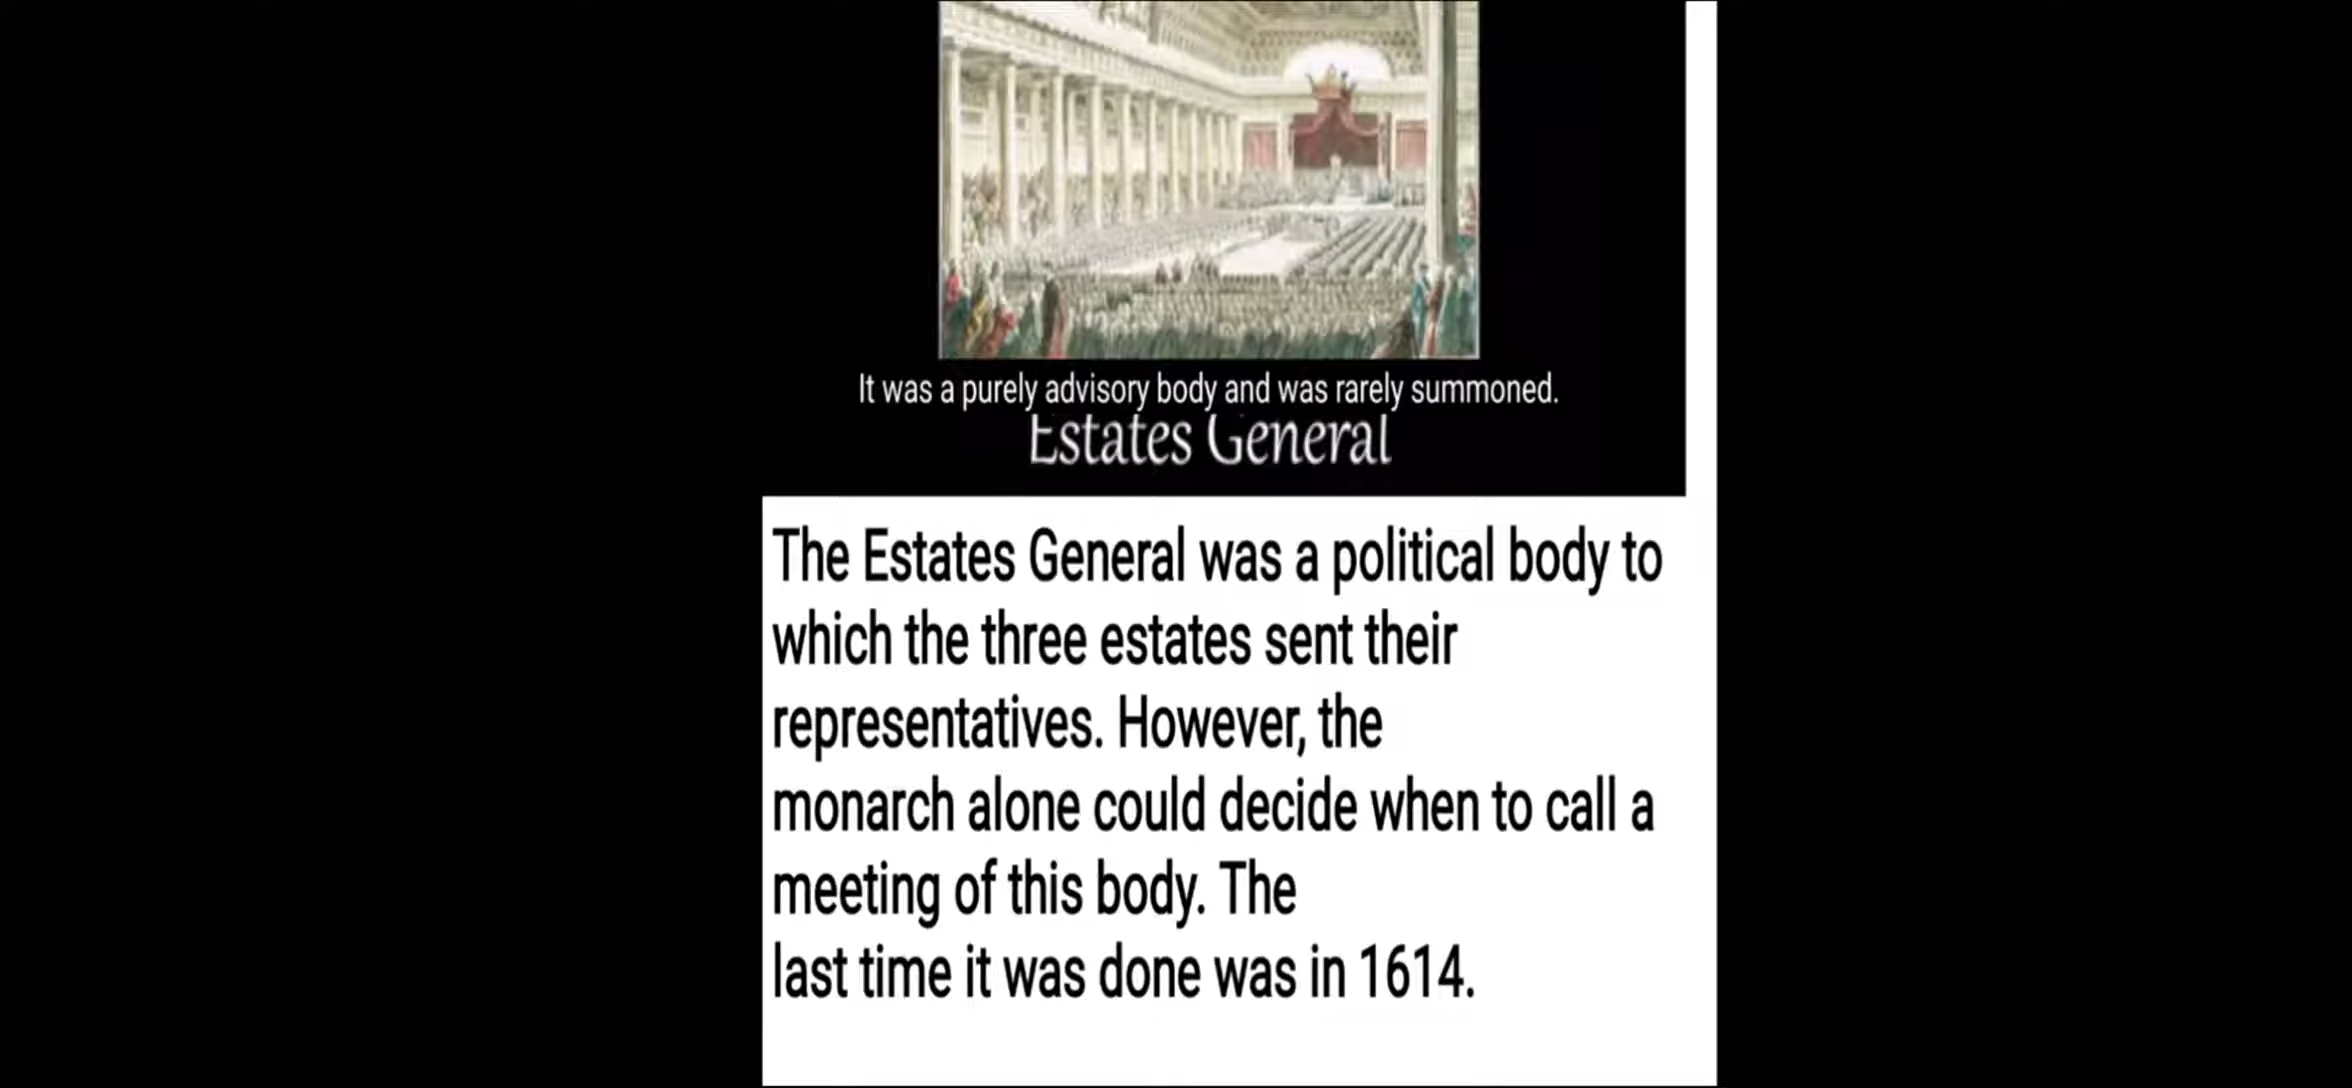 It was a purely advisory body and was rarely summoned.
Estates General
The Estates General was a political body to
which the three estates sent their
representatives. However, the
monarch alone could decide when to call a
meeting of this body. The
last time it was done was in 1614.